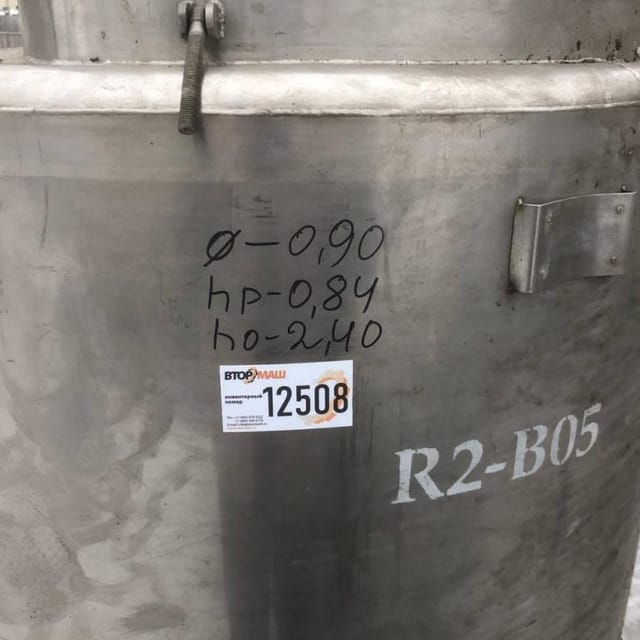 ø-0,90
hp-0,84
ho-2,40
ВТОРМАШ
инвентарный
номер
12508
R2-B05